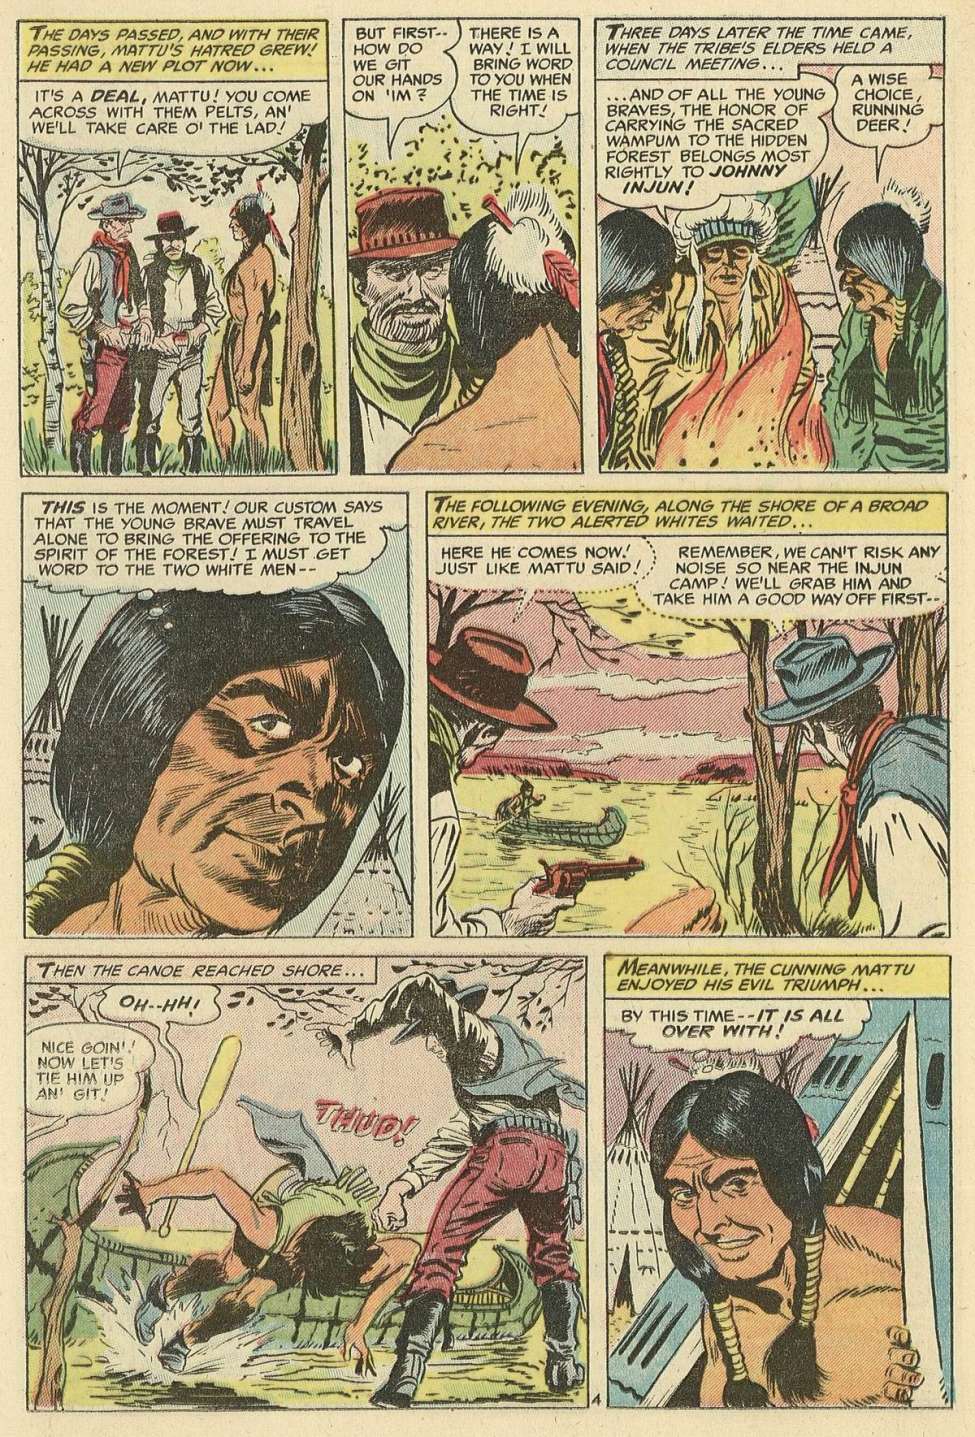 THE DAYS PASSED, AND WITH THEIR
PASSING, MATTU'S HATRED GREW!
HE HAD A NEW PLOT NOW...
IT'S A DEAL, MATTU! YOU COME
ACROSS WITH THEM PELTS, AN'
WE'LL TAKE CARE O' THE LAD!
BUT FIRST--
HOW DO
WE GIT
OUR HANDS
ON 'IM?
THERE IS A
WAY! I WILL
BRING WORD
TO YOU WHEN
THE TIME IS
RIGHT!
THREE DAYS LATER THE TIME CAME,
WHEN THE TRIBE'S ELDERS HELD A
COUNCIL MEETING...
...AND OF ALL THE YOUNG
BRAVES, THE HONOR OF
CARRYING THE SACRED
WAMPUM TO THE HIDDEN
FOREST BELONGS MOST
RIGHTLY TO JOHNNY
INJUN!
A WISE
CHOICE,
RUNNING
DEER!
THIS IS THE MOMENT! OUR CUSTOM SAYS
THAT THE YOUNG BRAVE MUST TRAVEL
ALONE TO BRING THE OFFERING TO THE
SPIRIT OF THE FOREST! I MUST GET
WORD TO THE TWO WHITE MEN--
THE FOLLOWING EVENING, ALONG THE SHORE OF A BROAD
RIVER, THE TWO ALERTED WHITES WAITED...
HERE HE COMES NOW!
JUST LIKE MATTU SAID!
REMEMBER, WE CAN'T RISK ANY
NOISE SO NEAR THE INJUN
CAMP! WE'LL GRAB HIM AND
TAKE HIM A GOOD WAY OFF FIRST--
THEN THE CANOE REACHED SHORE...
OH--HH!
NICE GOIN'!
NOW LET'S
TIE HIM UP
AN' GIT!
THUD!
MEANWHILE, THE CUNNING MATTU
ENJOYED HIS EVIL TRIUMPH...
BY THIS TIME--IT IS ALL
OVER WITH!
4